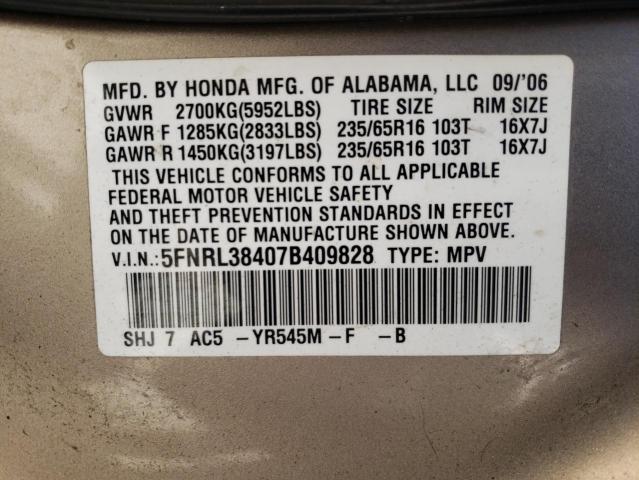 MFD. BY HONDA MFG. OF ALABAMA, LLC 09/'06
GVWR 2700KG(5952LBS) TIRE SIZE RIM SIZE
GAWR F 1285KG(2833LBS) 235/65R16 103T 16X7J
GAWR R 1450KG(3197LBS) 235/65R16 103T 16X7J
THIS VEHICLE CONFORMS TO ALL APPLICABLE
FEDERAL MOTOR VEHICLE SAFETY
AND THEFT PREVENTION STANDARDS IN EFFECT
ON THE DATE OF MANUFACTURE SHOWN ABOVE.
V.I.N.:5FNRL38407B409828 TYPE: MPV
SHJ 7 AC5 -YR545M -F -B